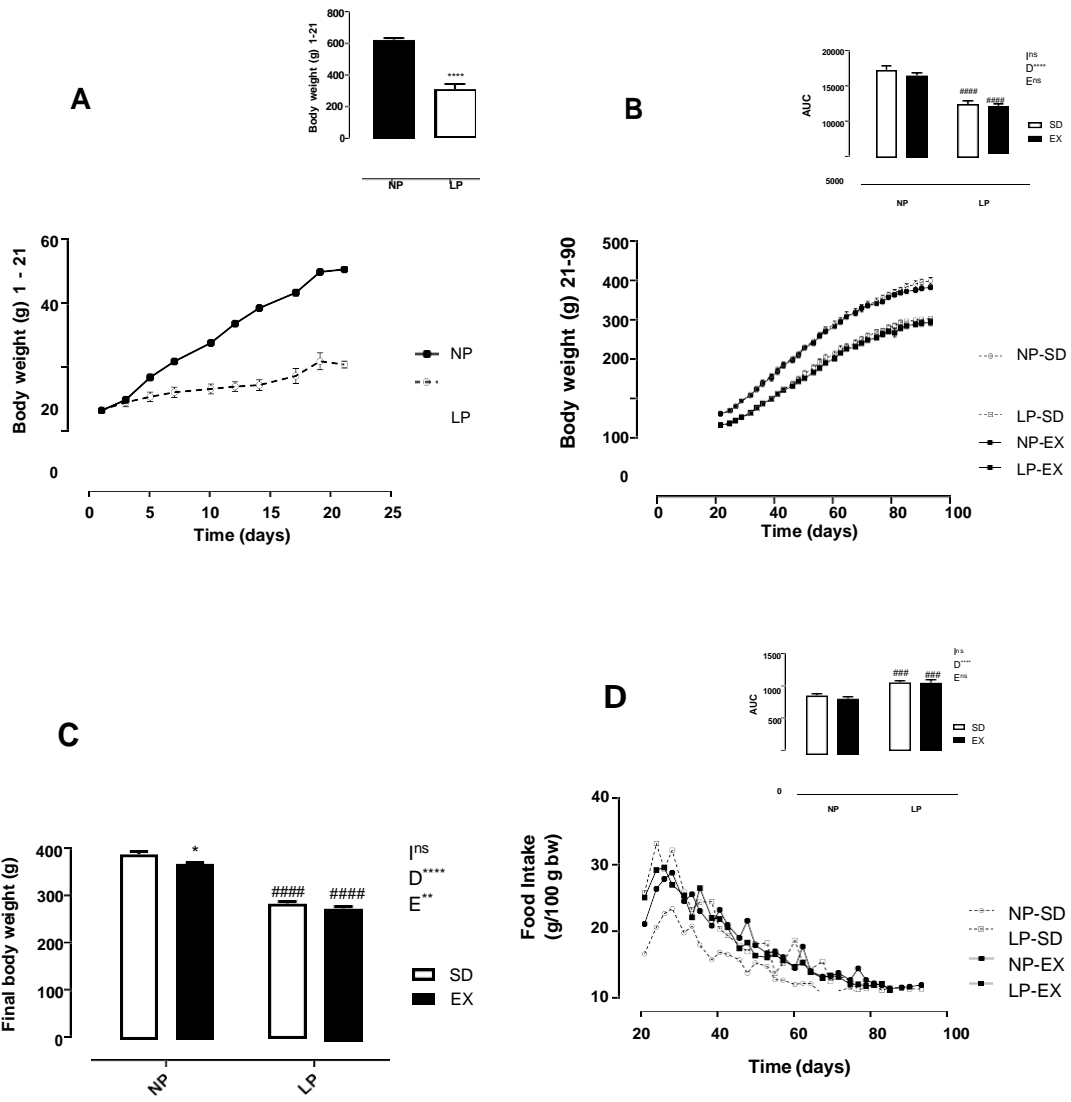 A
Body weight (g) 1-21
800
600
400
200
0
****
NP
LP
Body weight (g) 1 - 21
60
40
20
0
NP
LP
0 5 10 15 20 25
Time (days)
B
AUC
20000
15000
10000
5000
#### ####
Ins
D****
Ens
SD
EX
NP
LP
Body weight (g) 21-90
500
400
300
200
100
0
NP-SD
LP-SD
NP-EX
LP-EX
0 20 40 60 80 100
Time (days)
C
Final body weight (g)
400
300
200
100
0
*
#### ####
Ins
D****
E**
SD
EX
NP
LP
D
AUC
1500
1000
500
0
### ###
Ins
D****
Ens
SD
EX
NP
LP
Food Intake
(g/100 g bw)
40
30
20
10
NP-SD
LP-SD
NP-EX
LP-EX
20 40 60 80 100
Time (days)